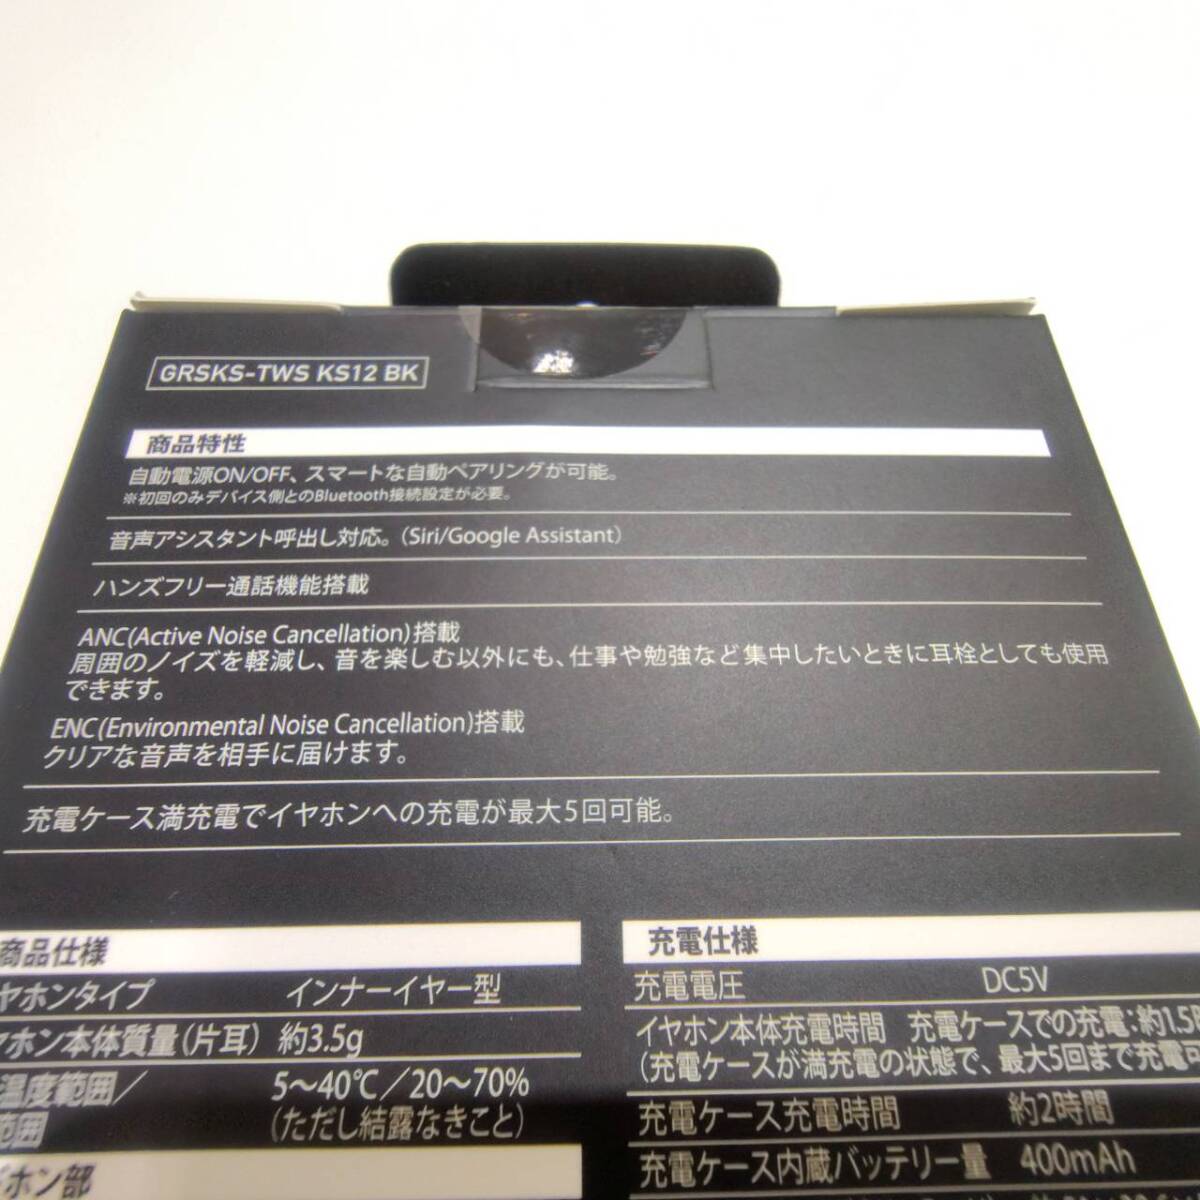 GRSKS-TWS KS12 BK
商品特性
自動電源ON/OFF、スマートな自動ペアリングが可能。
※初回のみデバイス側とのBluetooth接続設定が必要。
音声アシスタント呼出し対応。(Siri/Google Assistant)
ハンズフリー通話機能搭載
ANC(Active Noise Cancellation)搭載
周囲のノイズを軽減し、音を楽しむ以外にも、仕事や勉強など集中したいときに耳栓としても使用
できます。
ENC(Environmental Noise Cancellation)搭載
クリアな音声を相手に届けます。
充電ケース満充電でイヤホンへの充電が最大5回可能。
商品仕様
ヤホンタイプ インナーイヤー型
ヤホン本体質量(片耳) 約3.5g
温度範囲/ 5〜40℃/20〜70%
範囲 (ただし結露なきこと)
ホン部
充電仕様
充電電圧 DC5V
イヤホン本体充電時間 充電ケースでの充電:約1.5
(充電ケースが満充電の状態で、最大5回まで充電可
充電ケース充電時間 約2時間
充電ケース内蔵バッテリー量 400mAh